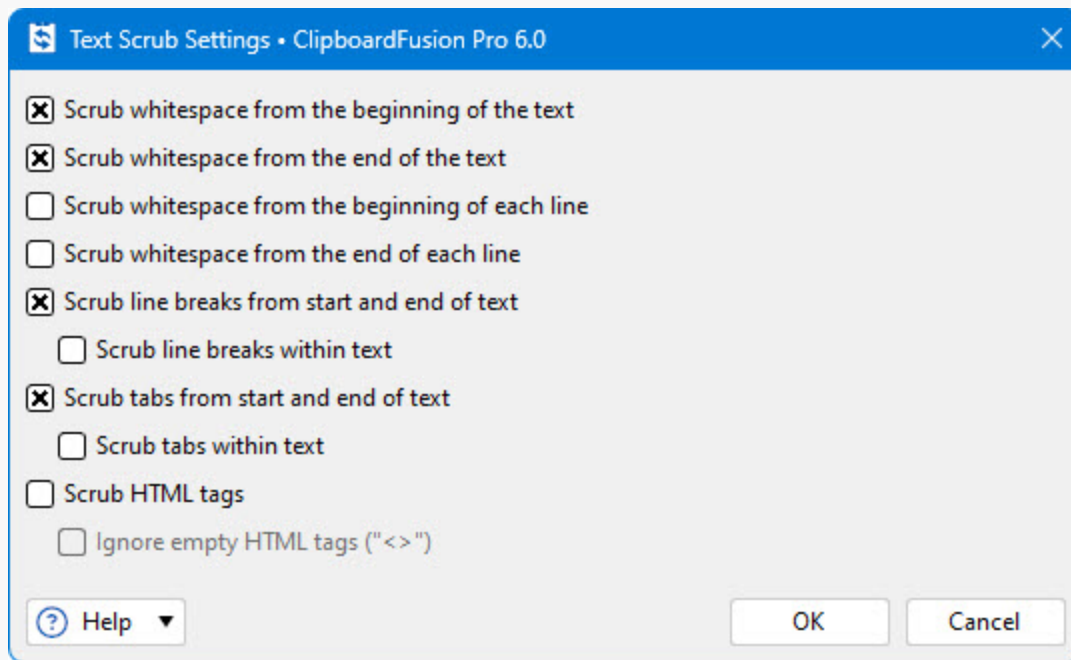 Text Scrub Settings • ClipboardFusion Pro 6.0
Scrub whitespace from the beginning of the text
Scrub whitespace from the end of the text
Scrub whitespace from the beginning of each line
Scrub whitespace from the end of each line
Scrub line breaks from start and end of text
Scrub line breaks within text
Scrub tabs from start and end of text
Scrub tabs within text
Scrub HTML tags
Ignore empty HTML tags ("<>")
? Help OK Cancel